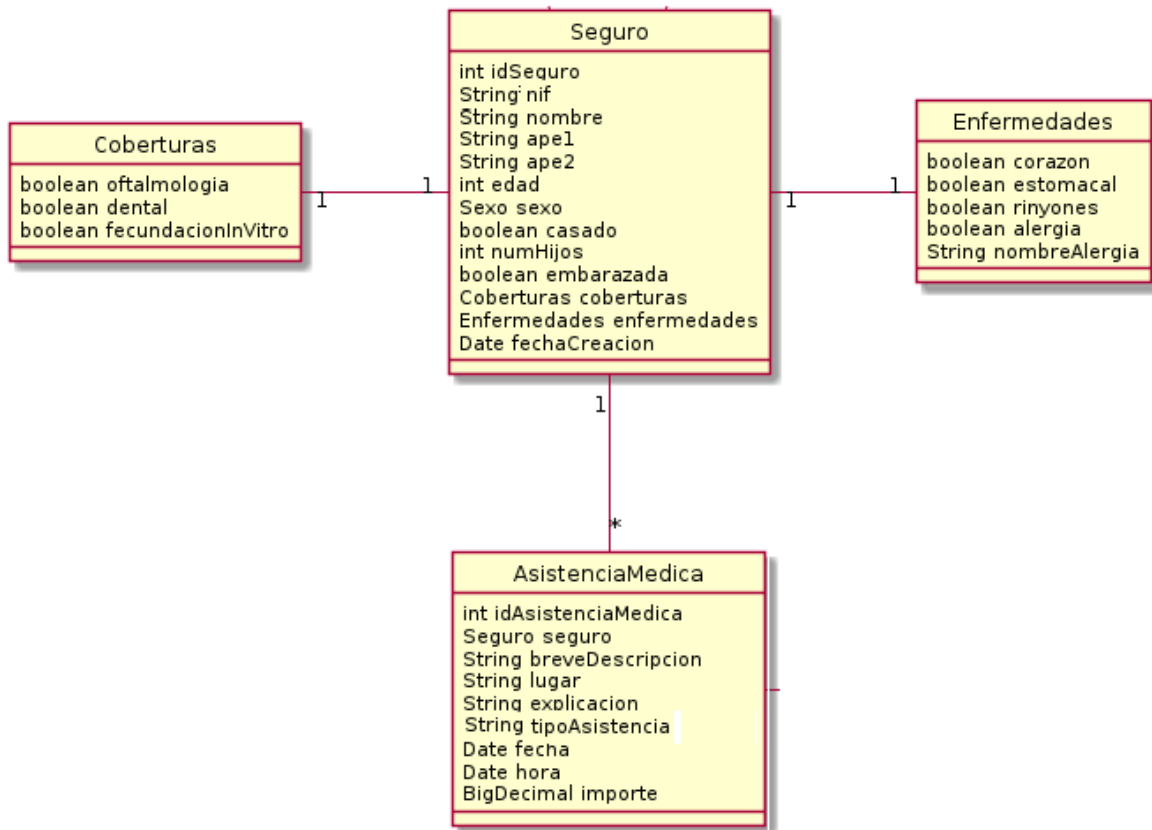 Seguro
int idSeguro
String nif
String nombre
String ape1
String ape2
int edad
Sexo sexo
boolean casado
int numHijos
boolean embarazada
Coberturas coberturas
Enfermedades enfermedades
Date fechaCreacion
Coberturas
boolean oftalmologia
boolean dental
boolean fecundacionInVitro
1
1
Enfermedades
boolean corazon
boolean estomacal
boolean rinyones
boolean alergia
String nombreAlergia
1
1
1
*
AsistenciaMedica
int idAsistenciaMedica
Seguro seguro
String breveDescripcion
String lugar
String explicacion
String tipoAsistencia
Date fecha
Date hora
BigDecimal importe